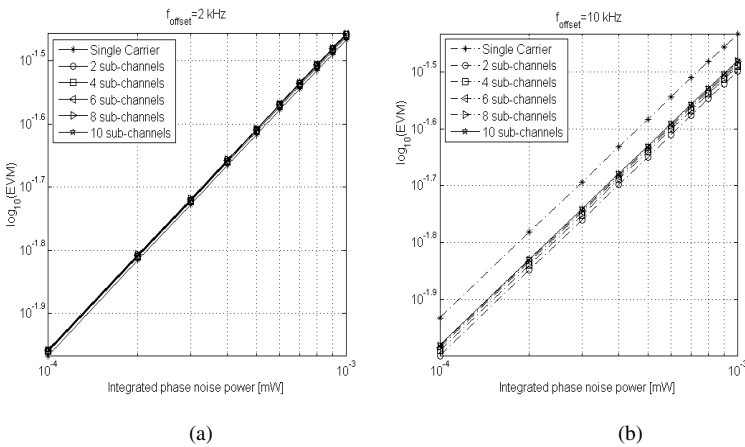 f_offset=2 kHz
log10(EVM)
10^-1.5
10^-1.6
10^-1.7
10^-1.8
10^-1.9
Single Carrier
2 sub-channels
4 sub-channels
6 sub-channels
8 sub-channels
10 sub-channels
10^-4
10^-3
Integrated phase noise power [mW]
(a)
f_offset=10 kHz
log10(EVM)
10^-1.5
10^-1.6
10^-1.7
10^-1.8
10^-1.9
Single Carrier
2 sub-channels
4 sub-channels
6 sub-channels
8 sub-channels
10 sub-channels
10^-4
10^-3
Integrated phase noise power [mW]
(b)